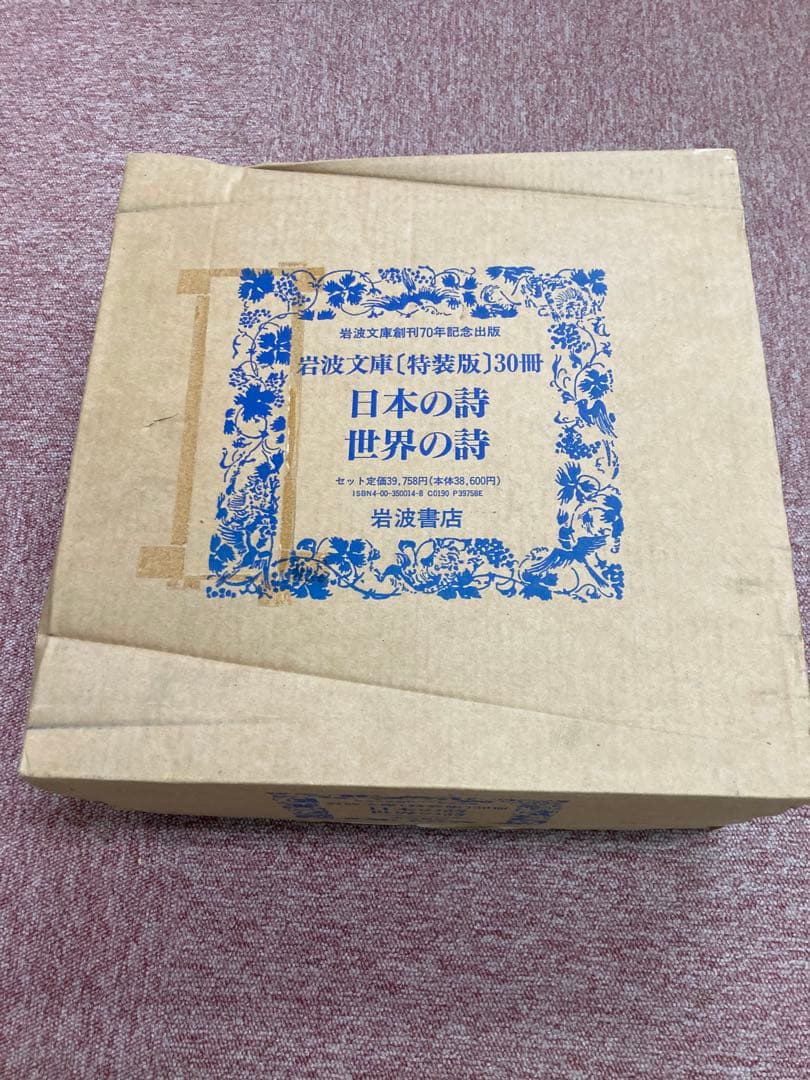 岩波文庫創刊70年記念出版
岩波文庫〔特装版〕30冊
日本の詩
世界の詩
セット定価39,758円(本体38,600円)
ISBN4-00-350014-8 C0190 P39758E
岩波書店